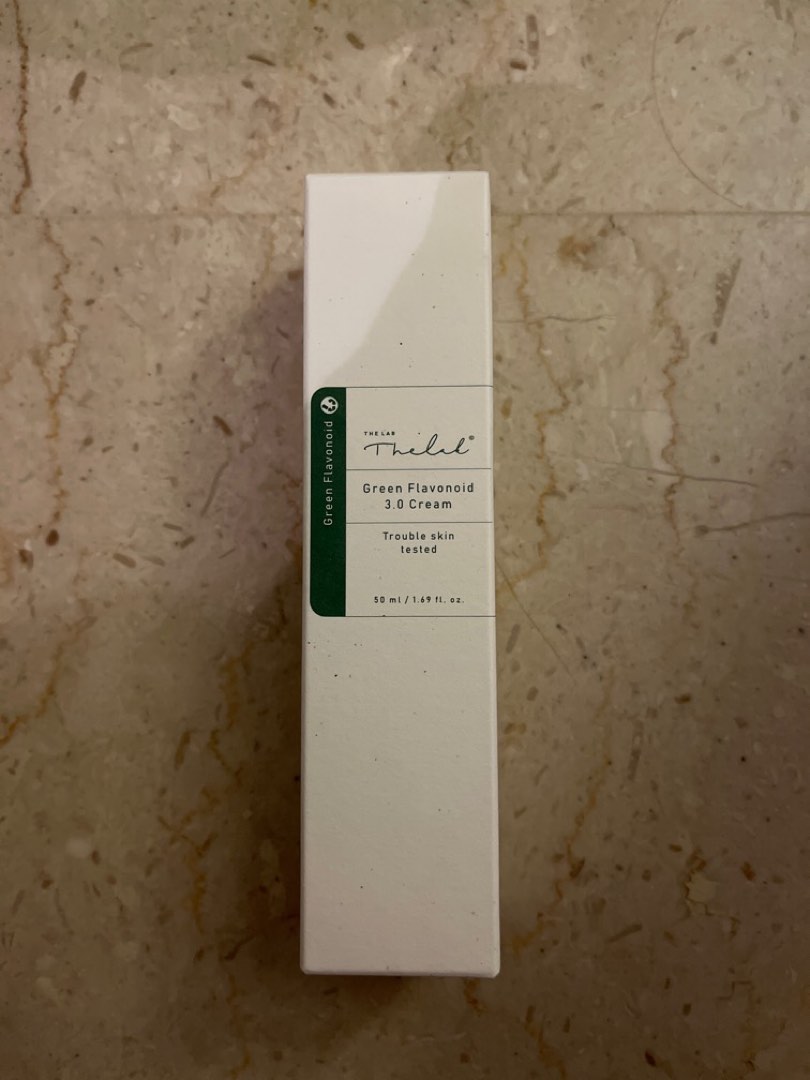 Green Flavonoid
THE LAB
Thelab®
Green Flavonoid
3.0 Cream
Trouble skin
tested
50 ml / 1.69 fl. oz.